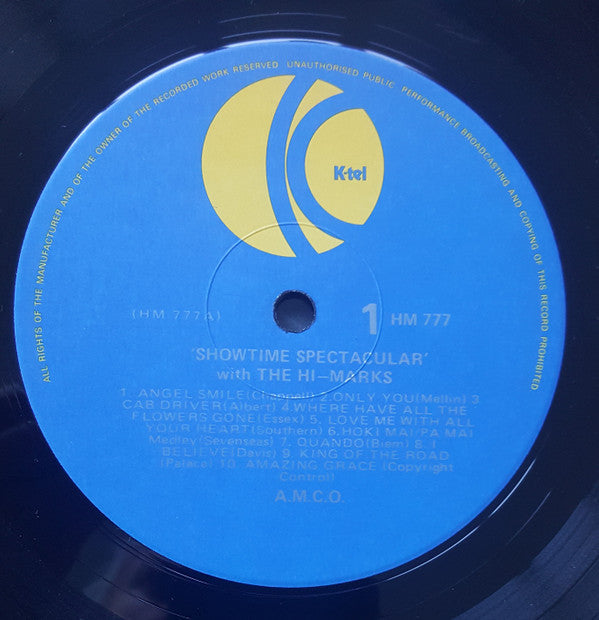 ALL RIGHTS OF THE MANUFACTURER AND OF THE OWNER OF THE RECORDED WORK RESERVED UNAUTHORISED PUBLIC PERFORMANCE BROADCASTING AND COPYING OF THIS RECORD PROHIBITED
K-tel
(HM 777A) 1 HM 777
'SHOWTIME SPECTACULAR'
with THE HI-MARKS
1. ANGEL SMILE(Chappell) 2.ONLY YOU(Mellin) 3
CAB DRIVER(Albert) 4.WHERE HAVE ALL THE
FLOWERS GONE(Essex) 5. LOVE ME WITH ALL
YOUR HEART(Southern) 6.HOKI MAI/PA MAI
Medley(Sevenseas) 7. QUANDO(Biem) 8. I
BELIEVE(Davis) 9. KING OF THE ROAD
(Palace) 10. AMAZING GRACE (Copyright
Control)
A.M.C.O.